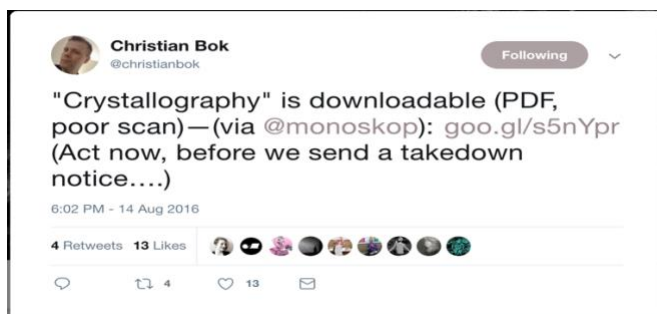 Christian Bok
@christianbok
Following
"Crystallography" is downloadable (PDF,
poor scan)—(via @monoskop): goo.gl/s5nYpr
(Act now, before we send a takedown
notice....)
6:02 PM - 14 Aug 2016
4 Retweets 13 Likes
4 13